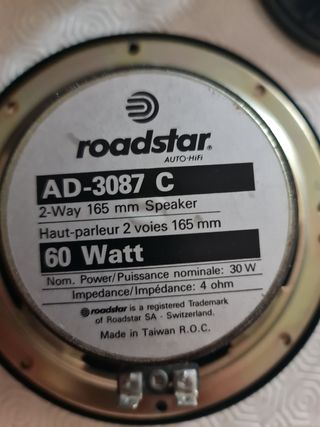 roadstar®
AUTO-HiFi
AD-3087 C
2-Way 165 mm Speaker
Haut-parleur 2 voies 165 mm
60 Watt
Nom. Power/Puissance nominale: 30 W
Impedance/Impédance: 4 ohm
roadstar is a registered Trademark
of Roadstar SA - Switzerland.
Made in Taiwan R.O.C.